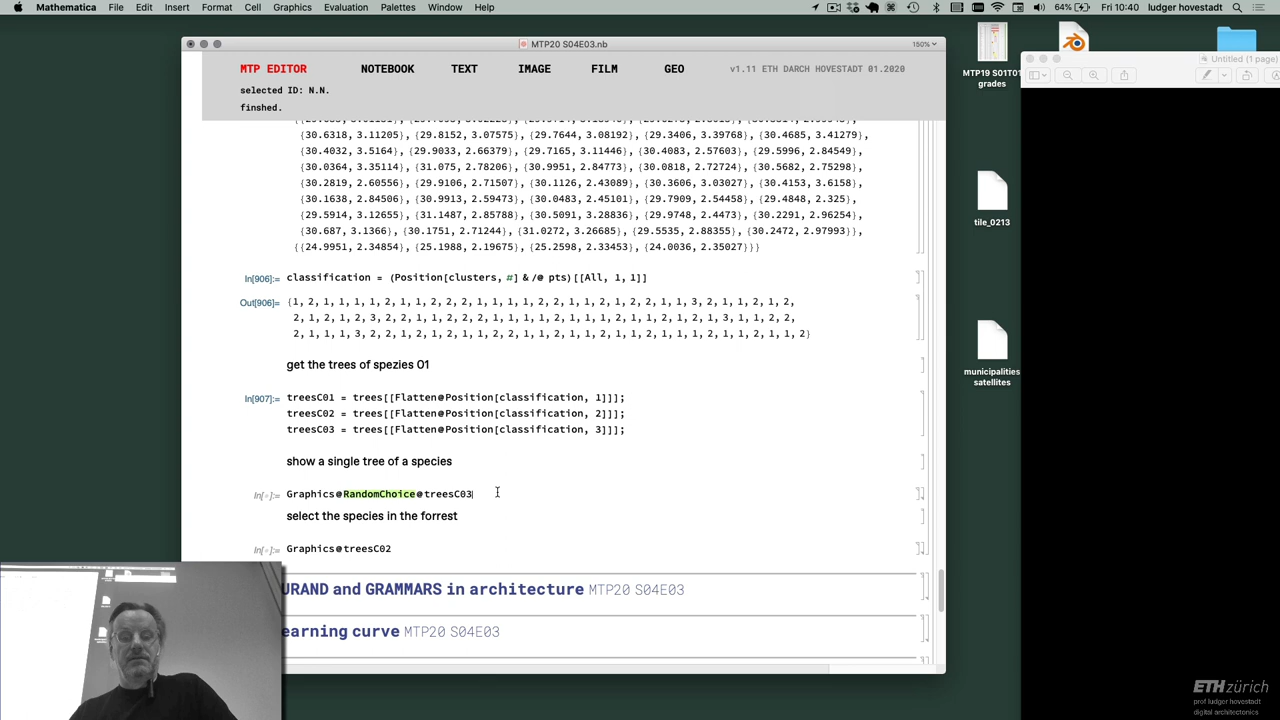 Mathematica File Edit Insert Format Cell Graphics Evaluation Palettes Window Help 64% Fri 10:40 ludger hovestadt
MTP20 S04E03.nb 150%
MTP EDITOR NOTEBOOK TEXT IMAGE FILM GEO v1.11 ETH DARCH HOVESTADT 01.2020
selected ID: N.N.
finshed.
{30.6318, 3.11205}, {29.8152, 3.07575}, {29.7644, 3.08192}, {29.3406, 3.39768}, {30.4685, 3.41279},
{30.4032, 3.5164}, {29.9033, 2.66379}, {29.7165, 3.11446}, {30.4083, 2.57603}, {29.5996, 2.84549},
{30.0364, 3.35114}, {31.075, 2.78206}, {30.9951, 2.84773}, {30.0818, 2.72724}, {30.5682, 2.75298},
{30.2819, 2.60556}, {29.9106, 2.71507}, {30.1126, 2.43089}, {30.3606, 3.03027}, {30.4153, 3.6158},
{30.1638, 2.84506}, {30.9913, 2.59473}, {30.0483, 2.45101}, {29.7909, 2.54458}, {29.4848, 2.325},
{29.5914, 3.12655}, {31.1487, 2.85788}, {30.5091, 3.28836}, {29.9748, 2.4473}, {30.2291, 2.96254},
{30.687, 3.1366}, {30.1751, 2.71244}, {31.0272, 3.26685}, {29.5535, 2.88355}, {30.2472, 2.97993}},
{{24.9951, 2.34854}, {25.1988, 2.19675}, {25.2598, 2.33453}, {24.0036, 2.35027}}}
In[906]:= classification = (Position[clusters, #] & /@ pts)[[All, 1, 1]]
Out[906]= {1, 2, 1, 1, 1, 1, 2, 1, 1, 2, 2, 2, 1, 1, 1, 1, 2, 2, 1, 1, 2, 1, 2, 2, 1, 1, 3, 2, 1, 1, 2, 1, 2,
2, 1, 2, 1, 2, 3, 2, 2, 1, 1, 2, 2, 1, 1, 1, 2, 1, 1, 1, 1, 2, 1, 1, 2, 1, 2, 1, 3, 1, 1, 2, 2,
2, 1, 1, 1, 3, 2, 2, 1, 2, 1, 2, 1, 1, 2, 2, 1, 1, 2, 1, 1, 2, 1, 1, 2, 1, 1, 1, 2, 1, 1, 2, 1, 1, 2}
get the trees of spezies 01
In[907]:= treesC01 = trees[[Flatten@Position[classification, 1]]];
treesC02 = trees[[Flatten@Position[classification, 2]]];
treesC03 = trees[[Flatten@Position[classification, 3]]];
show a single tree of a species
In[•]:= Graphics@RandomChoice@treesC03
select the species in the forrest
In[•]:= Graphics@treesC02
URAND and GRAMMARS in architecture MTP20 S04E03
earning curve MTP20 S04E03
MTP19 S01T01
grades
Untitled (1 page)
tile_0213
municipalities
satellites
ETHzürich
prof ludger hovestadt
digital architectonics